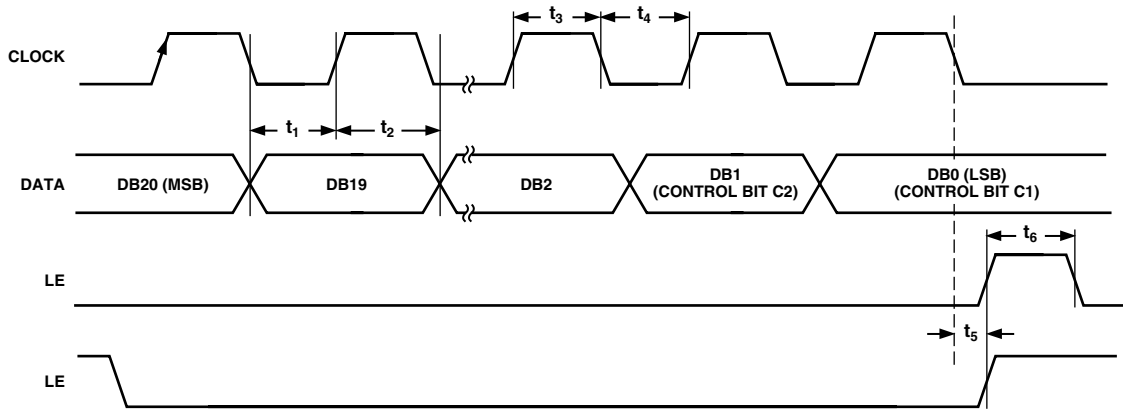 t3
t4
CLOCK
t1
t2
DATA
DB20 (MSB)
DB19
DB2
DB1
(CONTROL BIT C2)
DB0 (LSB)
(CONTROL BIT C1)
t6
LE
t5
LE